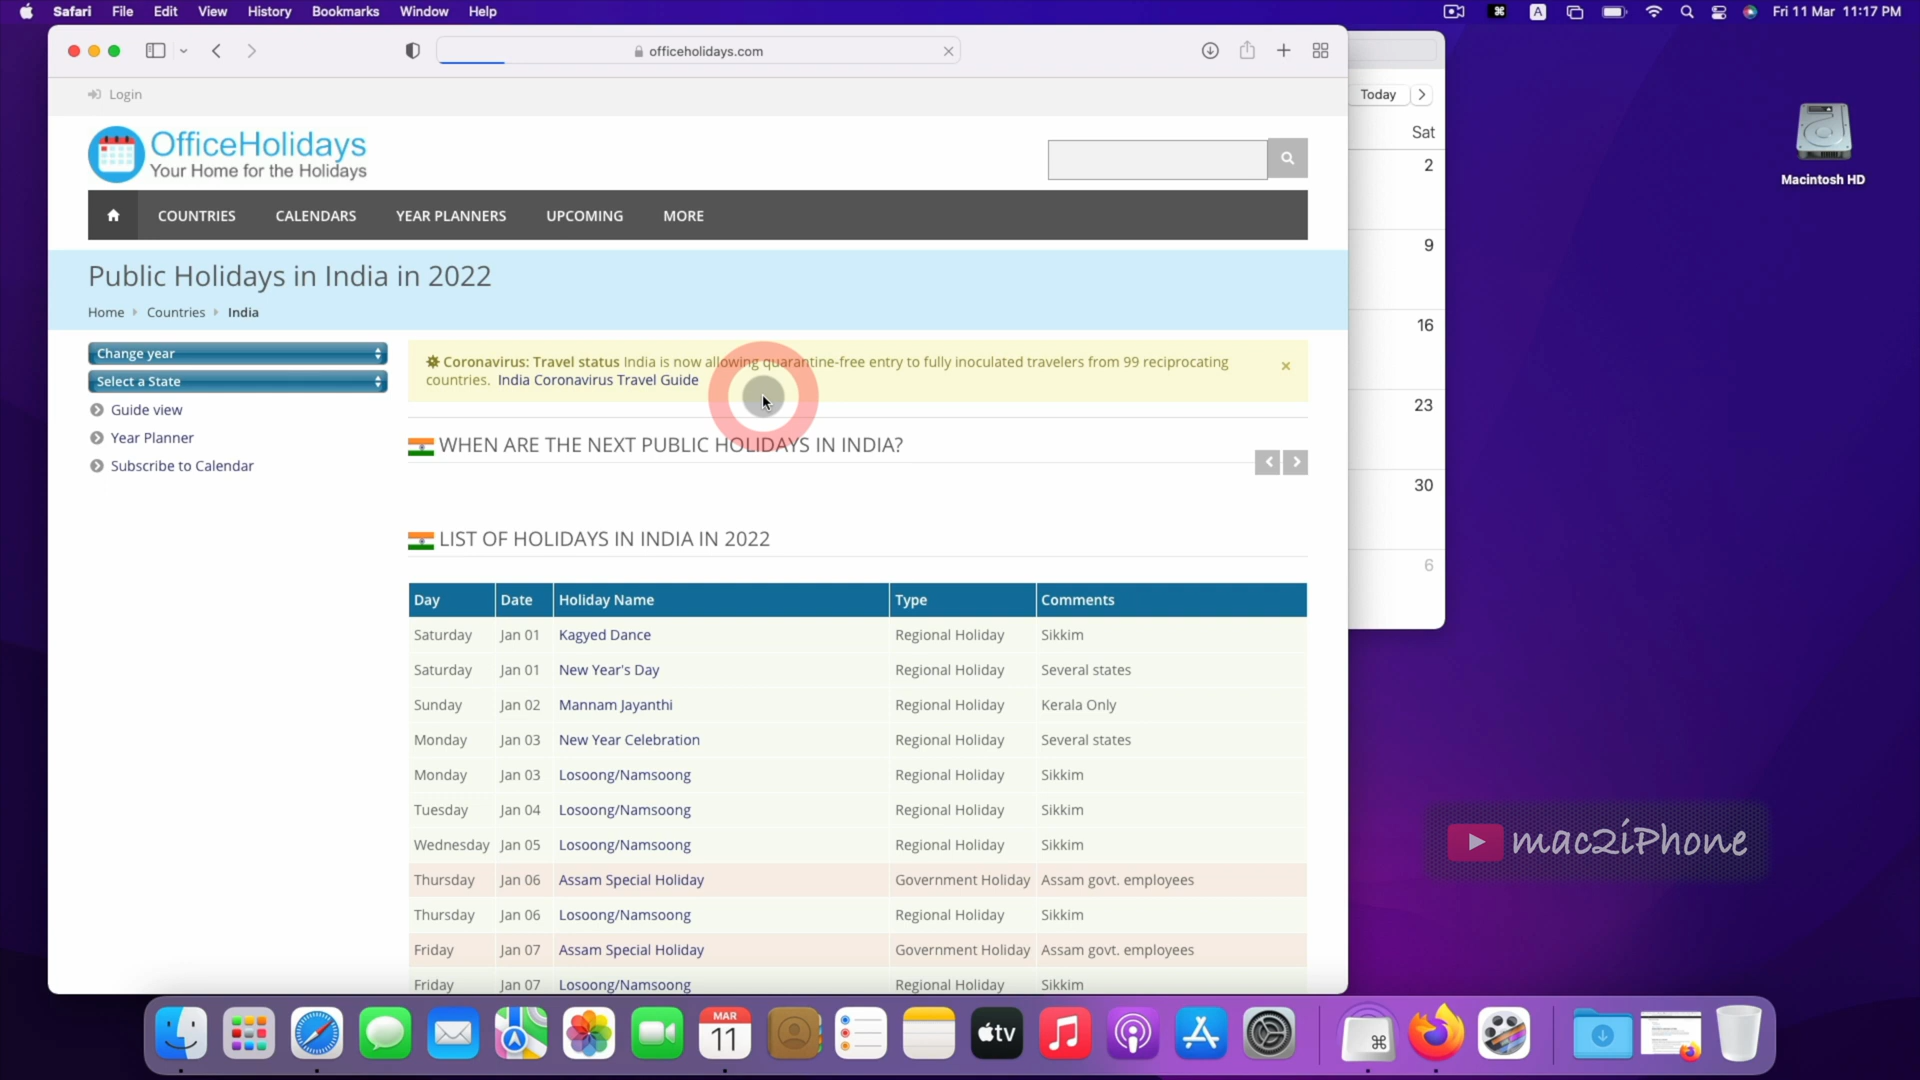 Safari File Edit View History Bookmarks Window Help
A
Fri 11 Mar 11:17 PM
officeholidays.com
Login
OfficeHolidays
Your Home for the Holidays
COUNTRIES CALENDARS YEAR PLANNERS UPCOMING MORE
Public Holidays in India in 2022
Home Countries India
Change year
Select a State
Guide view
Year Planner
Subscribe to Calendar
Coronavirus: Travel status India is now allowing quarantine-free entry to fully inoculated travelers from 99 reciprocating
countries. India Coronavirus Travel Guide
WHEN ARE THE NEXT PUBLIC HOLIDAYS IN INDIA?
LIST OF HOLIDAYS IN INDIA IN 2022
Day Date Holiday Name Type Comments
Saturday Jan 01 Kagyed Dance Regional Holiday Sikkim
Saturday Jan 01 New Year's Day Regional Holiday Several states
Sunday Jan 02 Mannam Jayanthi Regional Holiday Kerala Only
Monday Jan 03 New Year Celebration Regional Holiday Several states
Monday Jan 03 Losoong/Namsoong Regional Holiday Sikkim
Tuesday Jan 04 Losoong/Namsoong Regional Holiday Sikkim
Wednesday Jan 05 Losoong/Namsoong Regional Holiday Sikkim
Thursday Jan 06 Assam Special Holiday Government Holiday Assam govt. employees
Thursday Jan 06 Losoong/Namsoong Regional Holiday Sikkim
Friday Jan 07 Assam Special Holiday Government Holiday Assam govt. employees
Friday Jan 07 Losoong/Namsoong Regional Holiday Sikkim
Today
Sat
2
9
16
23
30
6
Macintosh HD
mac2iPhone
MAR
11
tv